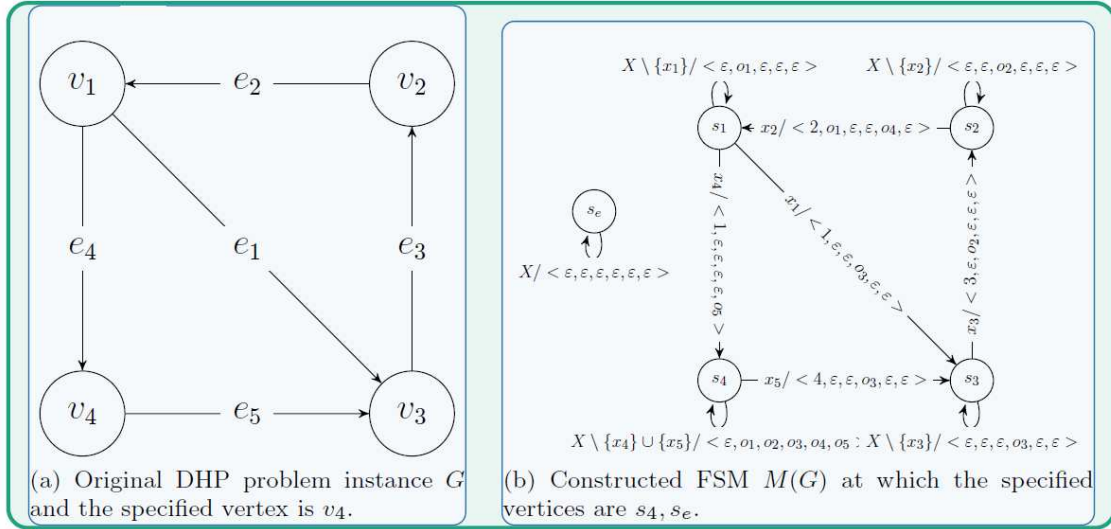 v1
e2
v2
e4
e1
e3
v4
e5
v3
(a) Original DHP problem instance G
and the specified vertex is v4.
X \ {x1}/ < ε, o1, ε, ε, ε >
X \ {x2}/ < ε, ε, o2, ε, ε, ε >
s1
x2/ < 2, o1, ε, ε, o4, ε >
s2
se
X/ < ε, ε, ε, ε, ε, ε >
x4/ < 1, ε, ε, ε, ε, o5 >
x1/ < 1, ε, ε, o3, ε, ε >
x3/ < 3, ε, o2, ε, ε, ε >
s4
x5/ < 4, ε, ε, o3, ε, ε >
s3
X \ {x4} ∪ {x5}/ < ε, o1, o2, o3, o4, o5 :
X \ {x3}/ < ε, ε, ε, o3, ε, ε >
(b) Constructed FSM M(G) at which the specified
vertices are s4, se.